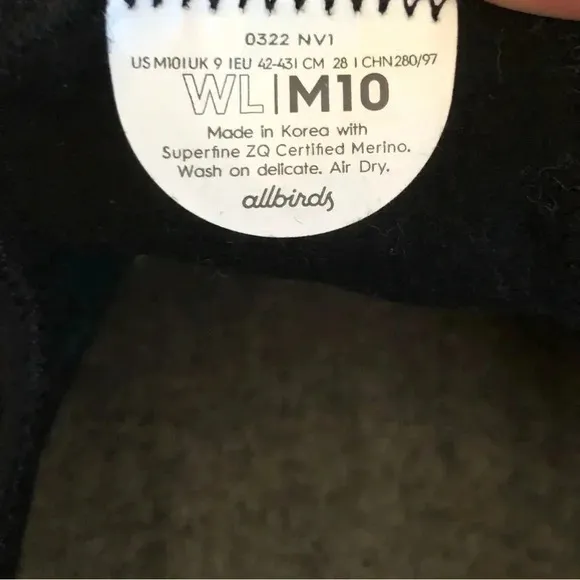 0322 NV1
US M10 | UK 9 | EU 42-43 | CM 28 | CHN 280/97
WL | M10
Made in Korea with
Superfine ZQ Certified Merino.
Wash on delicate. Air Dry.
allbirds